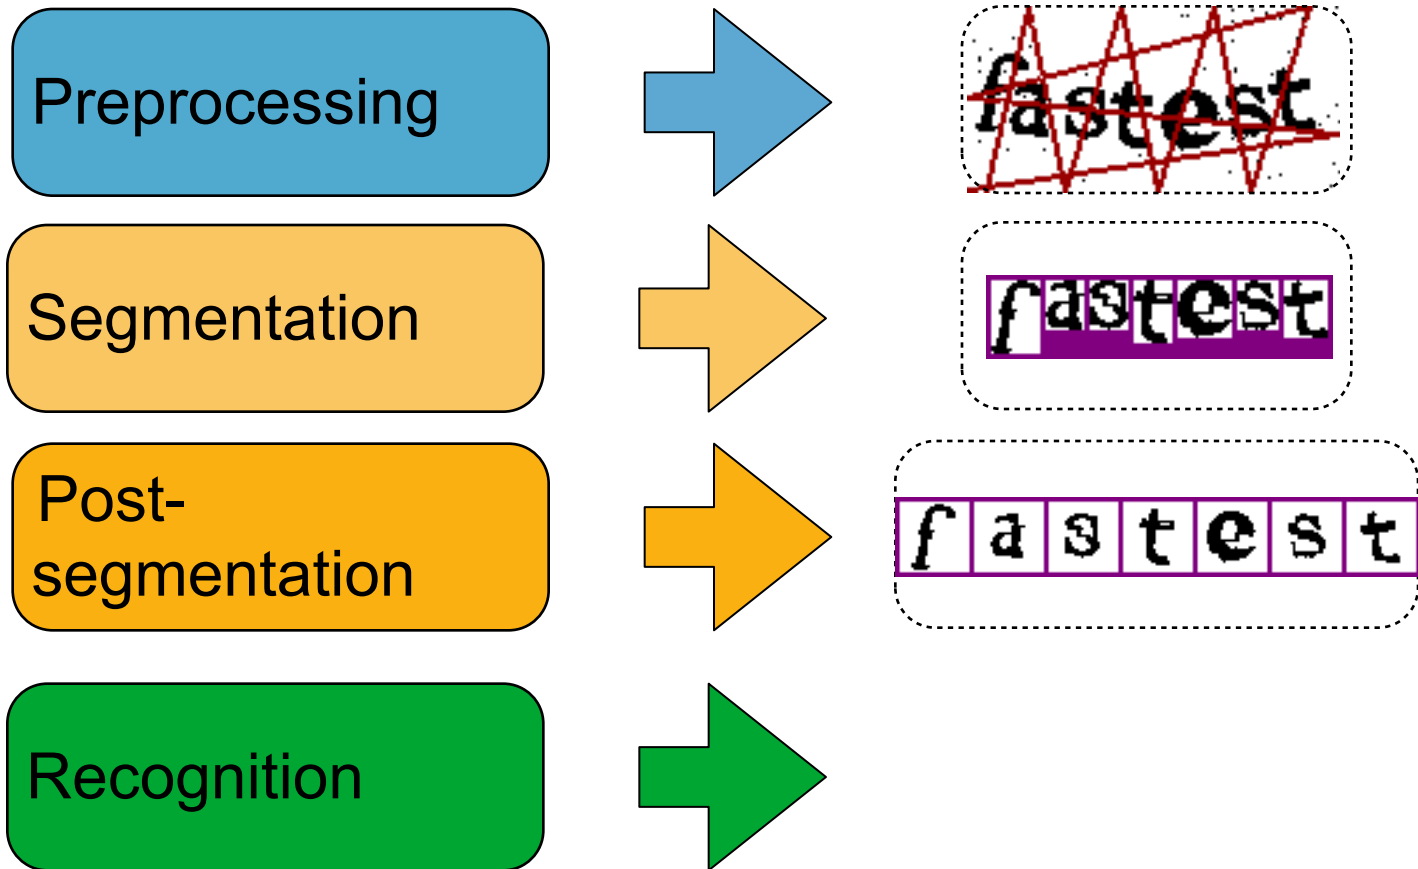 Preprocessing
fastest
Segmentation
fastest
Post-
segmentation
f a s t e s t
Recognition